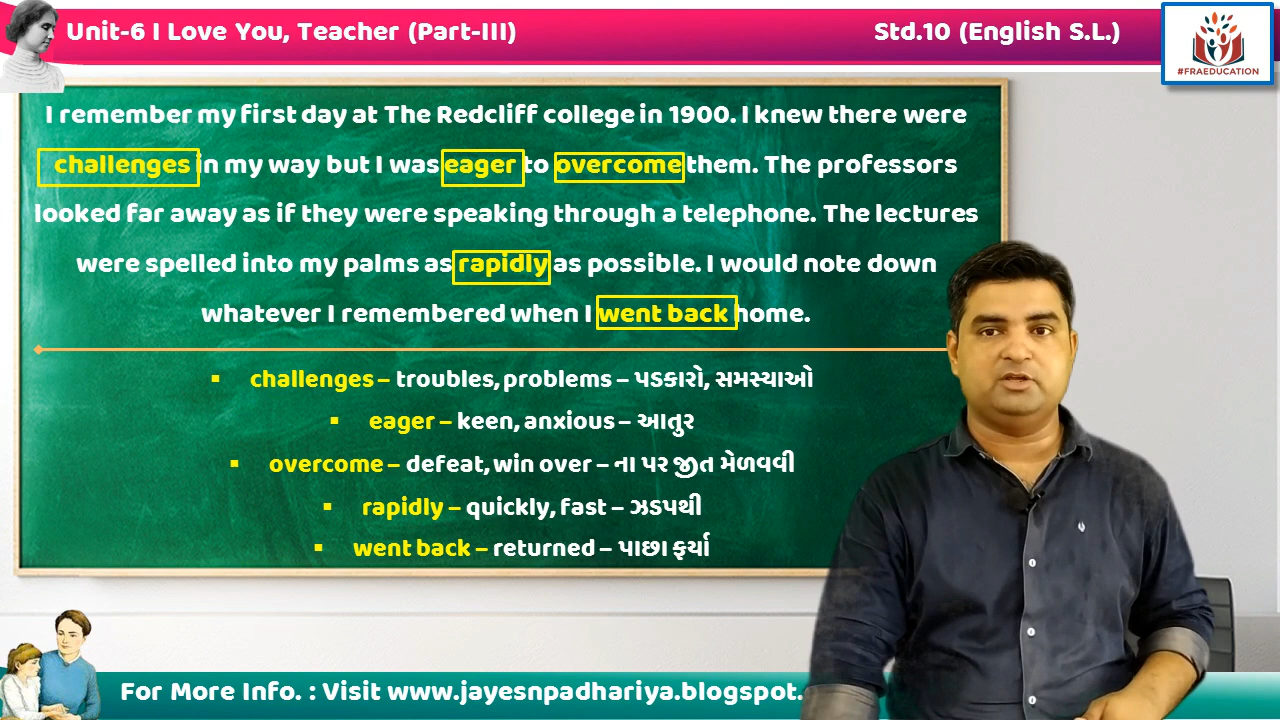 Unit-6 I Love You, Teacher (Part-III)
Std.10 (English S.L.)
#FRAEDUCATION
I remember my first day at The Redcliff college in 1900. I knew there were
challenges in my way but I was eager to overcome them. The professors
looked far away as if they were speaking through a telephone. The lectures
were spelled into my palms as rapidly as possible. I would note down
whatever I remembered when I went back home.
▪ challenges – troubles, problems – પડકારો, સમસ્યાઓ
▪ eager – keen, anxious – આતુર
▪ overcome – defeat, win over – ના પર જીત મેળવવી
▪ rapidly – quickly, fast – ઝડપથી
▪ went back – returned – પાછા ફર્યા
For More Info. : Visit www.jayesnpadhariya.blogspot.